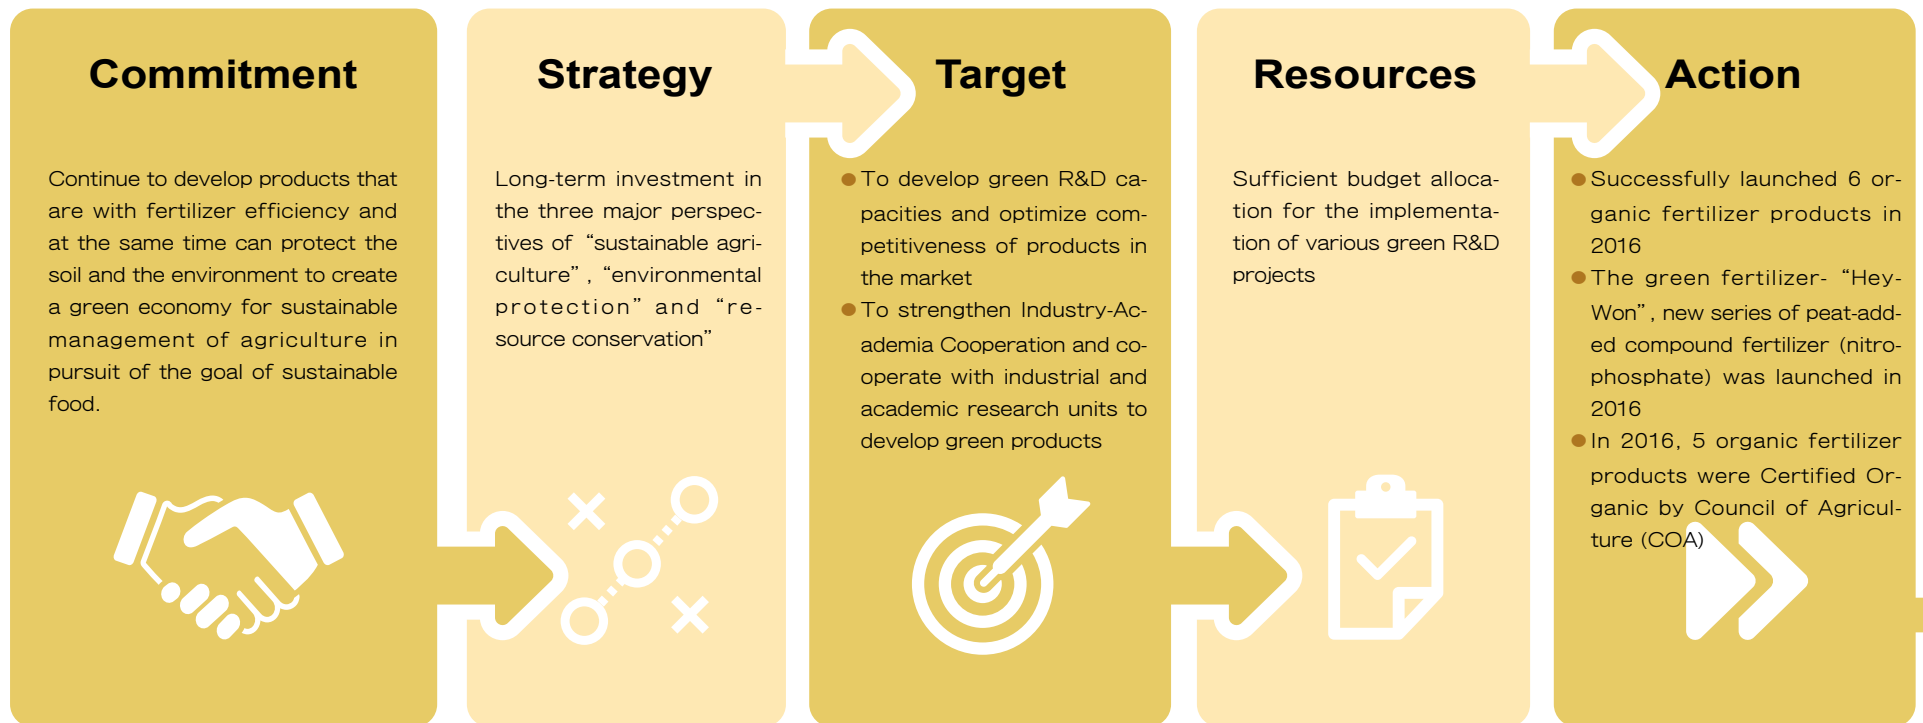 Commitment
Continue to develop products that
are with fertilizer efficiency and
at the same time can protect the
soil and the environment to create
a green economy for sustainable
management of agriculture in
pursuit of the goal of sustainable
food.
Strategy
Long-term investment in
the three major perspec-
tives of “sustainable agri-
culture”, “environmental
protection” and “re-
source conservation”
Target
●To develop green R&D ca-
pacities and optimize com-
petitiveness of products in
the market
●To strengthen Industry-Ac-
ademia Cooperation and co-
operate with industrial and
academic research units to
develop green products
Resources
Sufficient budget alloca-
tion for the implementa-
tion of various green R&D
projects
Action
●Successfully launched 6 or-
ganic fertilizer products in
2016
●The green fertilizer- “Hey-
Won”, new series of peat-add-
ed compound fertilizer (nitro-
phosphate) was launched in
2016
●In 2016, 5 organic fertilizer
products were Certified Or-
ganic by Council of Agricul-
ture (COA)